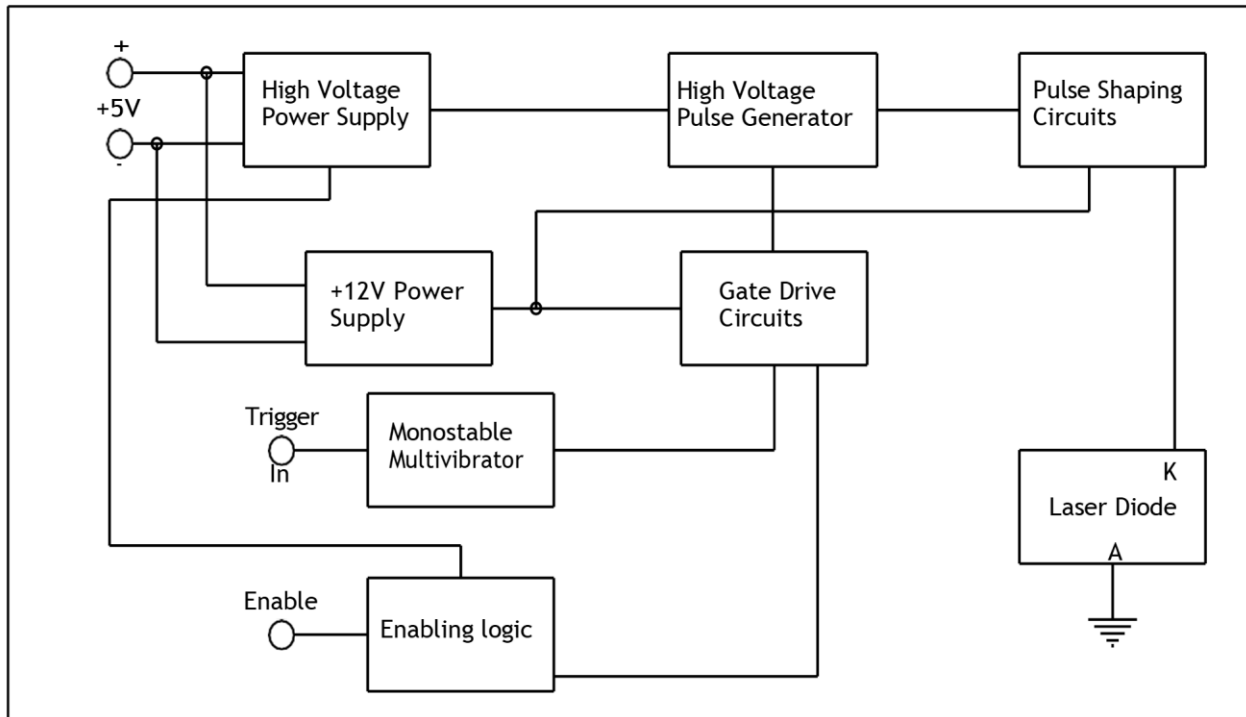 +
+5V
-
High Voltage
Power Supply
High Voltage
Pulse Generator
Pulse Shaping
Circuits
+12V Power
Supply
Gate Drive
Circuits
Trigger
In
Monostable
Multivibrator
K
Laser Diode
A
Enable
Enabling logic